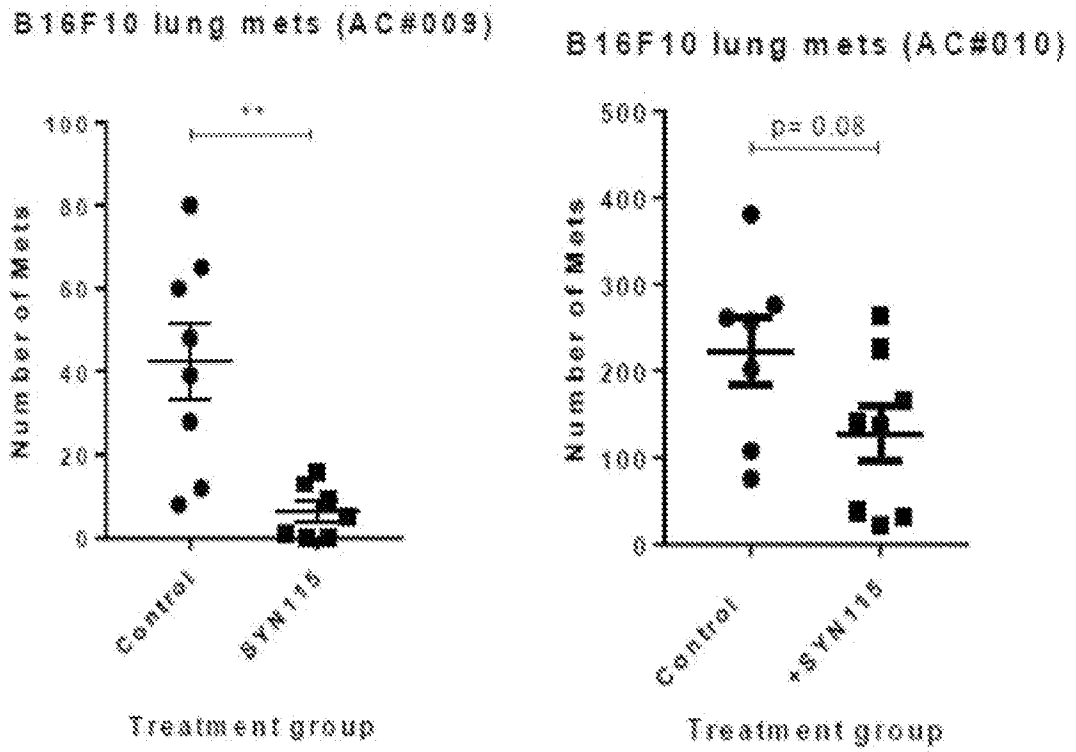 B16F10 lung mets (AC#009)
**
100
80
60
40
20
0
Number of Mets
Control
SYN115
Treatment group
B16F10 lung mets (AC#010)
p= 0.08
500
400
300
200
100
0
Number of Mets
Control
+SYN115
Treatment group